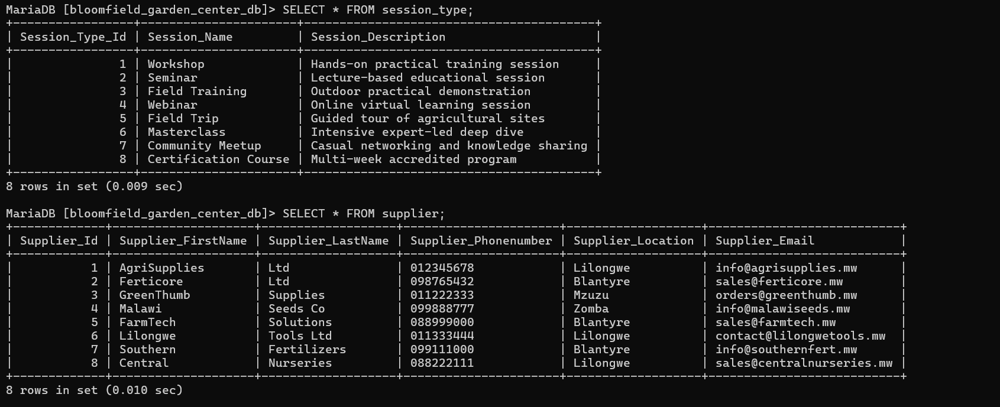 MariaDB [bloomfield_garden_center_db]> SELECT * FROM session_type;
+-----------------+----------------------+-----------------------------------------+
| Session_Type_Id | Session_Name         | Session_Description                     |
+-----------------+----------------------+-----------------------------------------+
|               1 | Workshop             | Hands-on practical training session     |
|               2 | Seminar              | Lecture-based educational session       |
|               3 | Field Training       | Outdoor practical demonstration         |
|               4 | Webinar              | Online virtual learning session         |
|               5 | Field Trip           | Guided tour of agricultural sites       |
|               6 | Masterclass          | Intensive expert-led deep dive          |
|               7 | Community Meetup     | Casual networking and knowledge sharing |
|               8 | Certification Course | Multi-week accredited program           |
+-----------------+----------------------+-----------------------------------------+
8 rows in set (0.009 sec)

MariaDB [bloomfield_garden_center_db]> SELECT * FROM supplier;
+-------------+--------------------+-------------------+----------------------+-------------------+--------------------------+
| Supplier_Id | Supplier_FirstName | Supplier_LastName | Supplier_Phonenumber | Supplier_Location | Supplier_Email           |
+-------------+--------------------+-------------------+----------------------+-------------------+--------------------------+
|           1 | AgriSupplies       | Ltd               | 012345678            | Lilongwe          | info@agrisupplies.mw     |
|           2 | Ferticore          | Ltd               | 098765432            | Blantyre          | sales@ferticore.mw       |
|           3 | GreenThumb         | Supplies          | 011222333            | Mzuzu             | orders@greenthumb.mw     |
|           4 | Malawi             | Seeds Co          | 099888777            | Zomba             | info@malawiseeds.mw      |
|           5 | FarmTech           | Solutions         | 088999000            | Blantyre          | sales@farmtech.mw        |
|           6 | Lilongwe           | Tools Ltd         | 011333444            | Lilongwe          | contact@lilongwetools.mw |
|           7 | Southern           | Fertilizers       | 099111000            | Blantyre          | info@southernfert.mw     |
|           8 | Central            | Nurseries         | 088222111            | Lilongwe          | sales@centralnurseries.mw |
+-------------+--------------------+-------------------+----------------------+-------------------+--------------------------+
8 rows in set (0.010 sec)